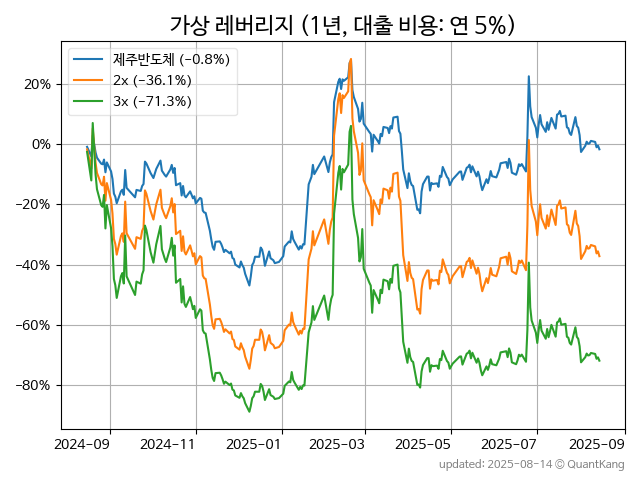 가상 레버리지 (1년, 대출 비용: 연 5%)
제주반도체 (−0.8%)
2x (−36.1%)
3x (−71.3%)
20%
0%
−20%
−40%
−60%
−80%
2024−09 2024−11 2025−01 2025−03 2025−05 2025−07 2025−09
updated: 2025-08-14 © QuantKang